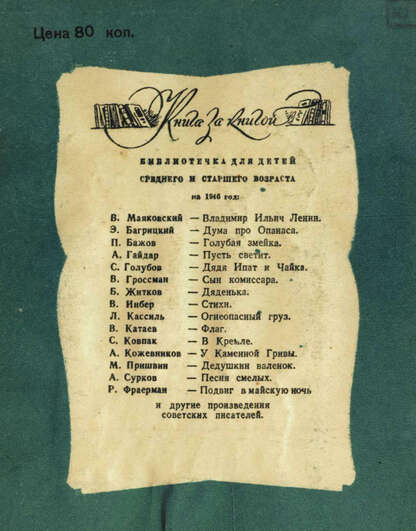 Цена 80 коп.
Книга за книгой
БИБЛИОТЕЧКА ДЛЯ ДЕТЕЙ
СРЕДНЕГО И СТАРШЕГО ВОЗРАСТА
на 1946 год:
В. Маяковский — Владимир Ильич Ленин.
Э. Багрицкий — Дума про Опанаса.
П. Бажов — Голубая змейка.
А. Гайдар — Пусть светит.
С. Голубов — Дядя Ипат и Чайка.
В. Гроссман — Сын комиссара.
Б. Житков — Дяденька.
В. Инбер — Стихи.
Л. Кассиль — Огнеопасный груз.
В. Катаев — Флаг.
С. Ковпак — В Кремле.
А. Кожевников — У Каменной Гривы.
М. Пришвин — Дедушкин валенок.
А. Сурков — Песня смелых.
Р. Фраерман — Подвиг в майскую ночь
и другие произведения
советских писателей.